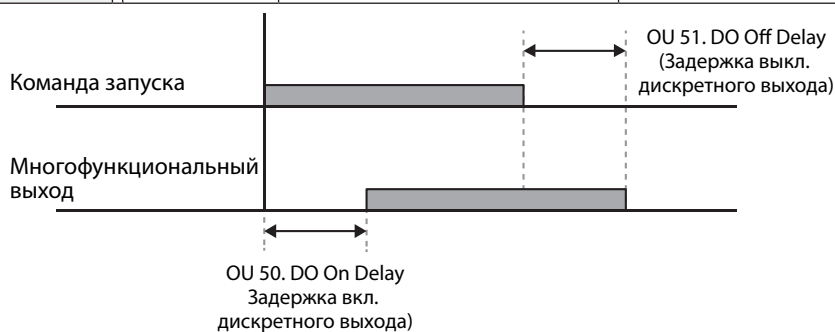 OU 51. DO Off Delay
(Задержка выкл.
дискретного выхода)
Команда запуска
Многофункциональный
выход
OU 50. DO On Delay
Задержка вкл.
дискретного выхода)